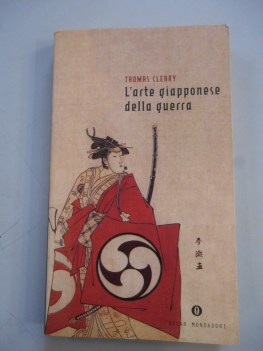 THOMAS CLEARY
L'arte giapponese
della guerra
OSCAR MONDADORI